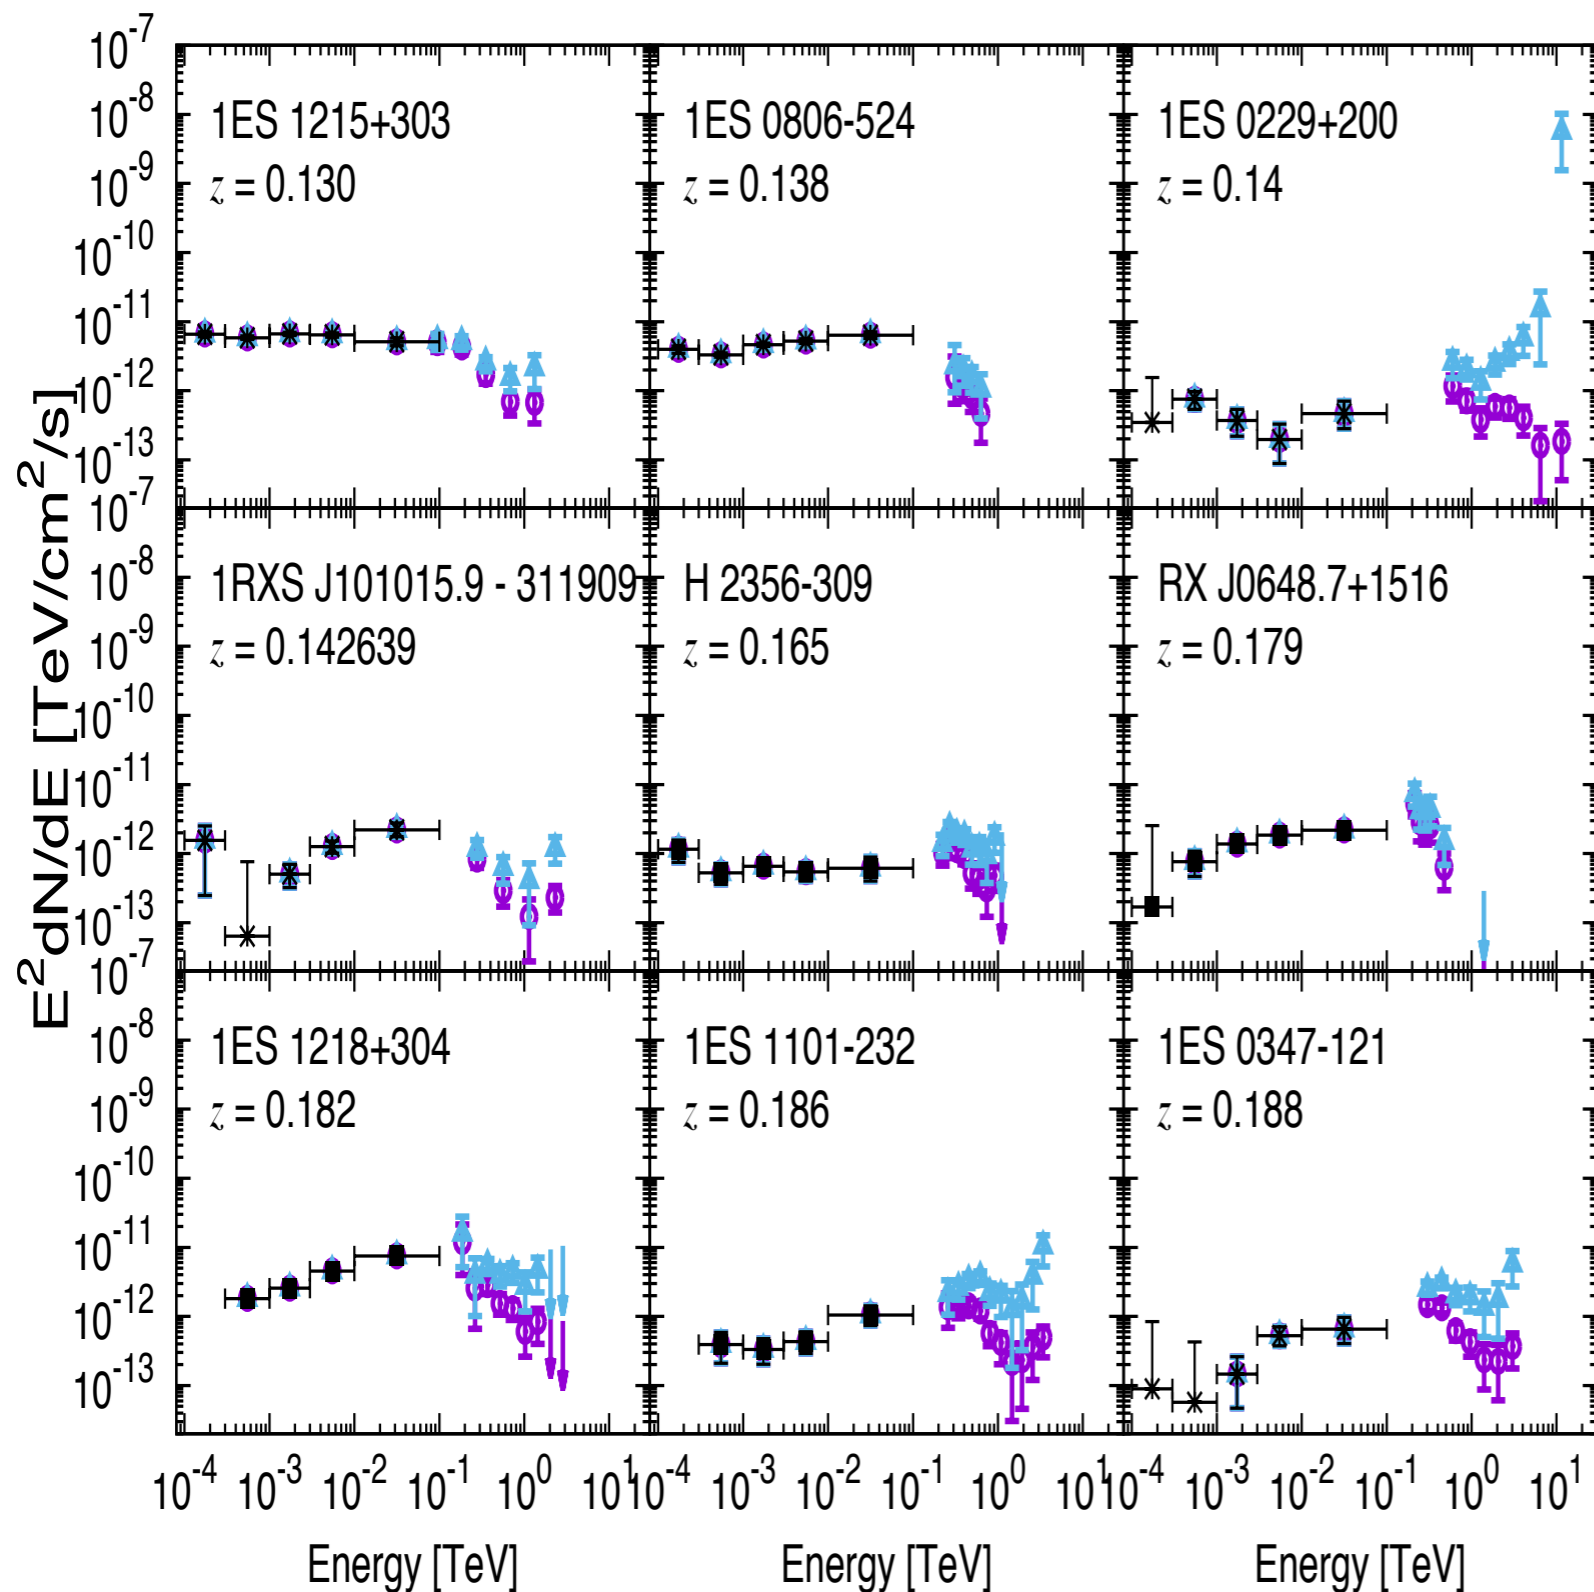 E²dN/dE [TeV/cm²/s]
10⁻⁷
10⁻⁸
10⁻⁹
10⁻¹⁰
10⁻¹¹
10⁻¹²
10⁻¹³
1ES 1215+303
z = 0.130
1ES 0806-524
z = 0.138
1ES 0229+200
z = 0.14
10⁻⁷
10⁻⁸
10⁻⁹
10⁻¹⁰
10⁻¹¹
10⁻¹²
10⁻¹³
1RXS J101015.9 - 311909
z = 0.142639
H 2356-309
z = 0.165
RX J0648.7+1516
z = 0.179
10⁻⁷
10⁻⁸
10⁻⁹
10⁻¹⁰
10⁻¹¹
10⁻¹²
10⁻¹³
1ES 1218+304
z = 0.182
1ES 1101-232
z = 0.186
1ES 0347-121
z = 0.188
10⁻⁴ 10⁻³ 10⁻² 10⁻¹ 10⁰ 10¹
10⁻⁴ 10⁻³ 10⁻² 10⁻¹ 10⁰ 10¹
10⁻⁴ 10⁻³ 10⁻² 10⁻¹ 10⁰ 10¹
Energy [TeV]
Energy [TeV]
Energy [TeV]